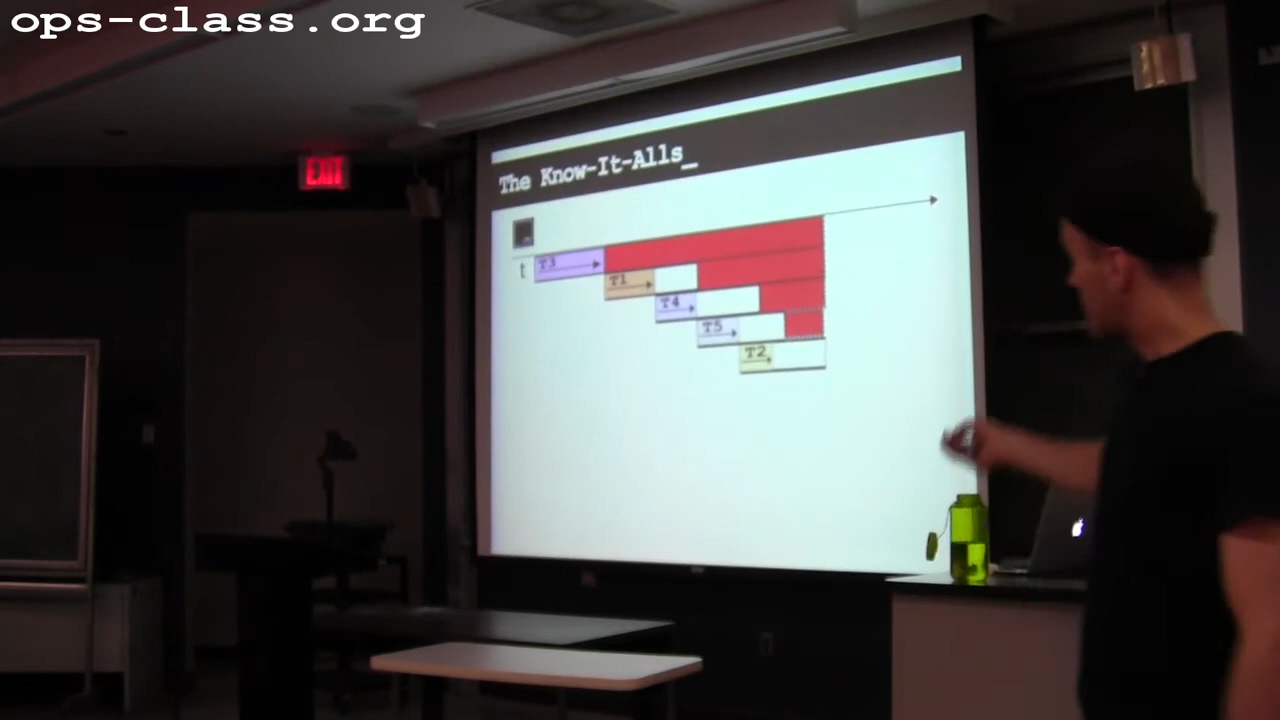 ops-class.org
EXIT
The Know-It-Alls_
t
T3
T1
T4
T5
T2